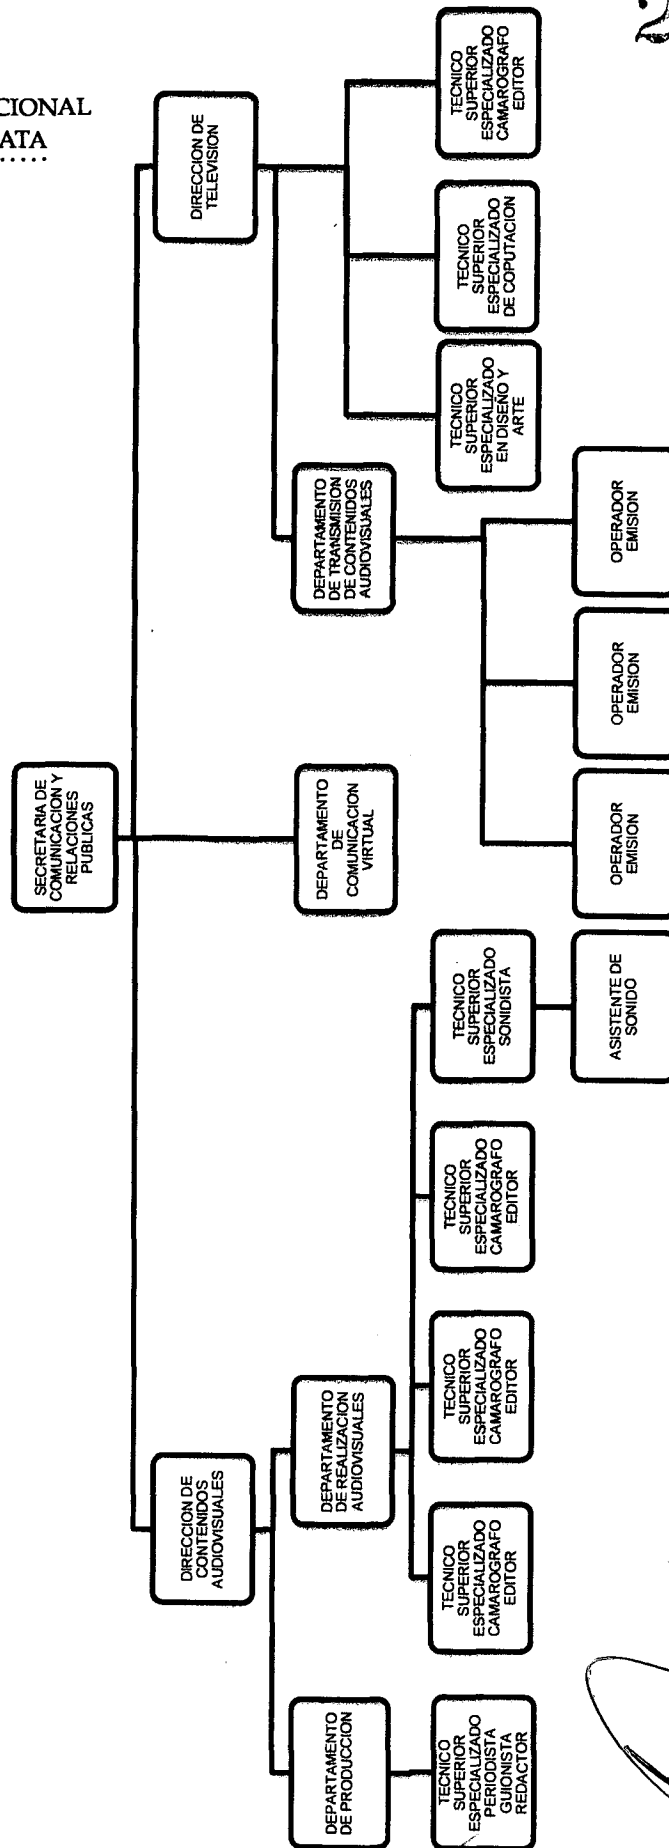 CIONAL
ATA
SECRETARIA DE
COMUNICACION Y
RELACIONES
PUBLICAS
DIRECCION DE
CONTENIDOS
AUDIOVISUALES
DIRECCION DE
TELEVISION
DEPARTAMENTO
DE PRODUCCION
DEPARTAMENTO
DE REALIZACION
AUDIOVISUALES
DEPARTAMENTO
DE
COMUNICACION
VIRTUAL
DEPARTAMENTO
DE TRANSMISION
DE CONTENIDOS
AUDIOVISUALES
TECNICO
SUPERIOR
ESPECIALIZADO
PERIODISTA
GUIONISTA
REDACTOR
TECNICO
SUPERIOR
ESPECIALIZADO
CAMAROGRAFO
EDITOR
TECNICO
SUPERIOR
ESPECIALIZADO
CAMAROGRAFO
EDITOR
TECNICO
SUPERIOR
ESPECIALIZADO
CAMAROGRAFO
EDITOR
TECNICO
SUPERIOR
ESPECIALIZADO
SONIDISTA
TECNICO
SUPERIOR
ESPECIALIZADO
EN DISEÑO Y
ARTE
TECNICO
SUPERIOR
ESPECIALIZADO
DE COPUTACION
TECNICO
SUPERIOR
ESPECIALIZADO
CAMAROGRAFO
EDITOR
ASISTENTE DE
SONIDO
OPERADOR
EMISION
OPERADOR
EMISION
OPERADOR
EMISION